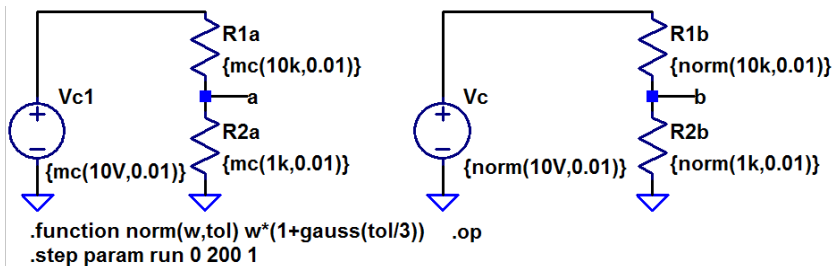 R1a
{mc(10k,0.01)}
Vc1
+
a
R2a
{mc(1k,0.01)}
{mc(10V,0.01)}
R1b
{norm(10k,0.01)}
Vc
+
b
R2b
{norm(1k,0.01)}
{norm(10V,0.01)}
.function norm(w,tol) w*(1+gauss(tol/3)) .op
.step param run 0 200 1